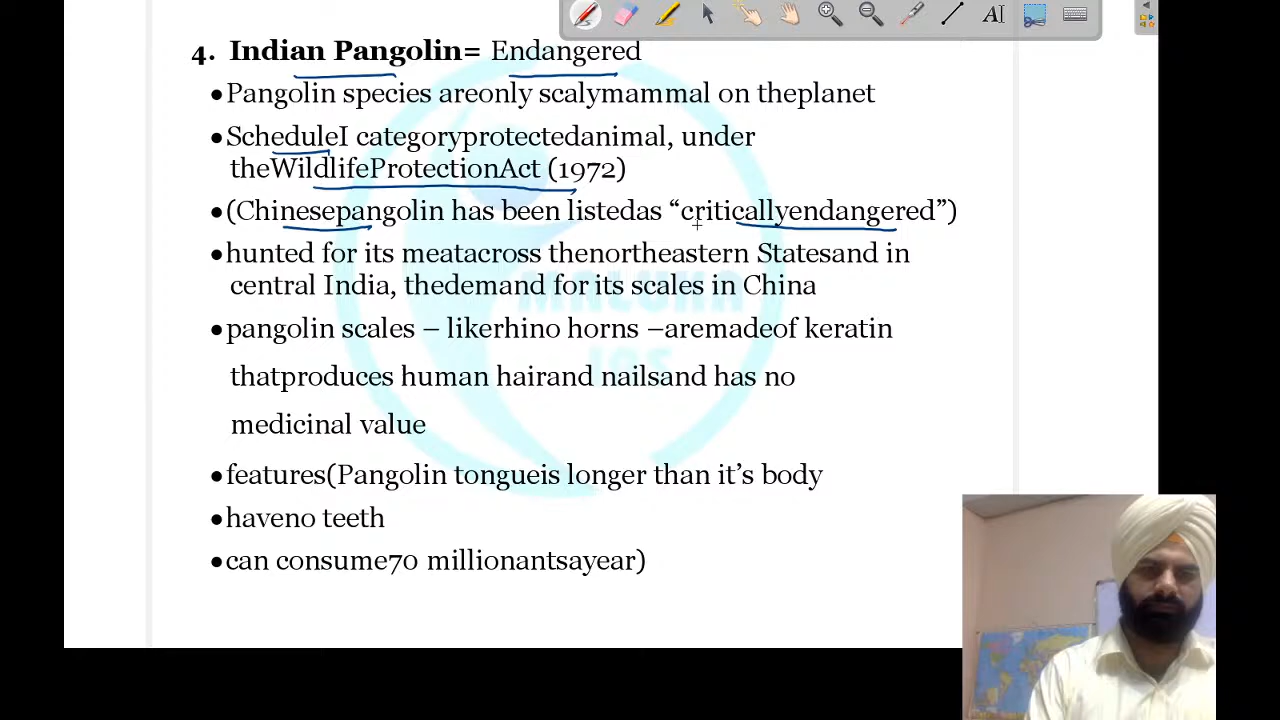 4. Indian Pangolin= Endangered
•Pangolin species areonly scalymammal on theplanet
•ScheduleI categoryprotectedanimal, under
theWildlifeProtectionAct (1972)
•(Chinesepangolin has been listedas “criticallyendangered”)
•hunted for its meatacross thenortheastern Statesand in
central India, thedemand for its scales in China
•pangolin scales – likerhino horns –aremadeof keratin
thatproduces human hairand nailsand has no
medicinal value
•features(Pangolin tongueis longer than it’s body
•haveno teeth
•can consume70 millionantsayear)
MALUKA
IAS